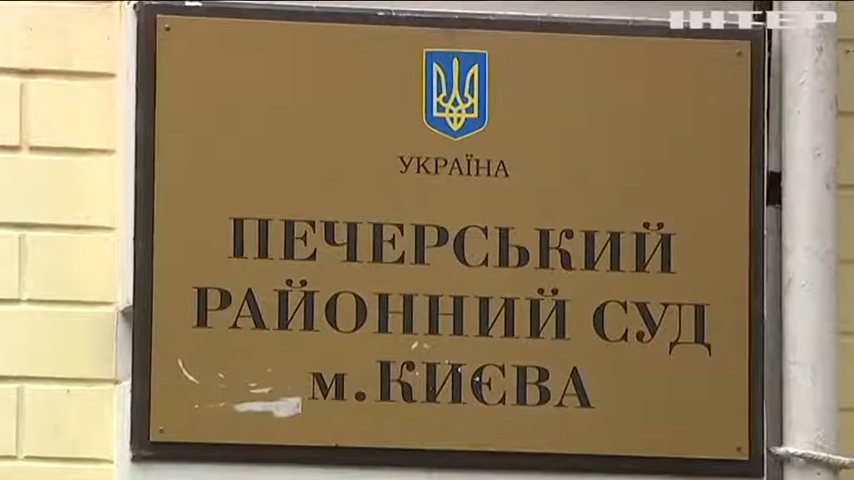 ІНТЕР
УКРАЇНА
ПЕЧЕРСЬКИЙ
РАЙОННИЙ СУД
м. КИЄВА